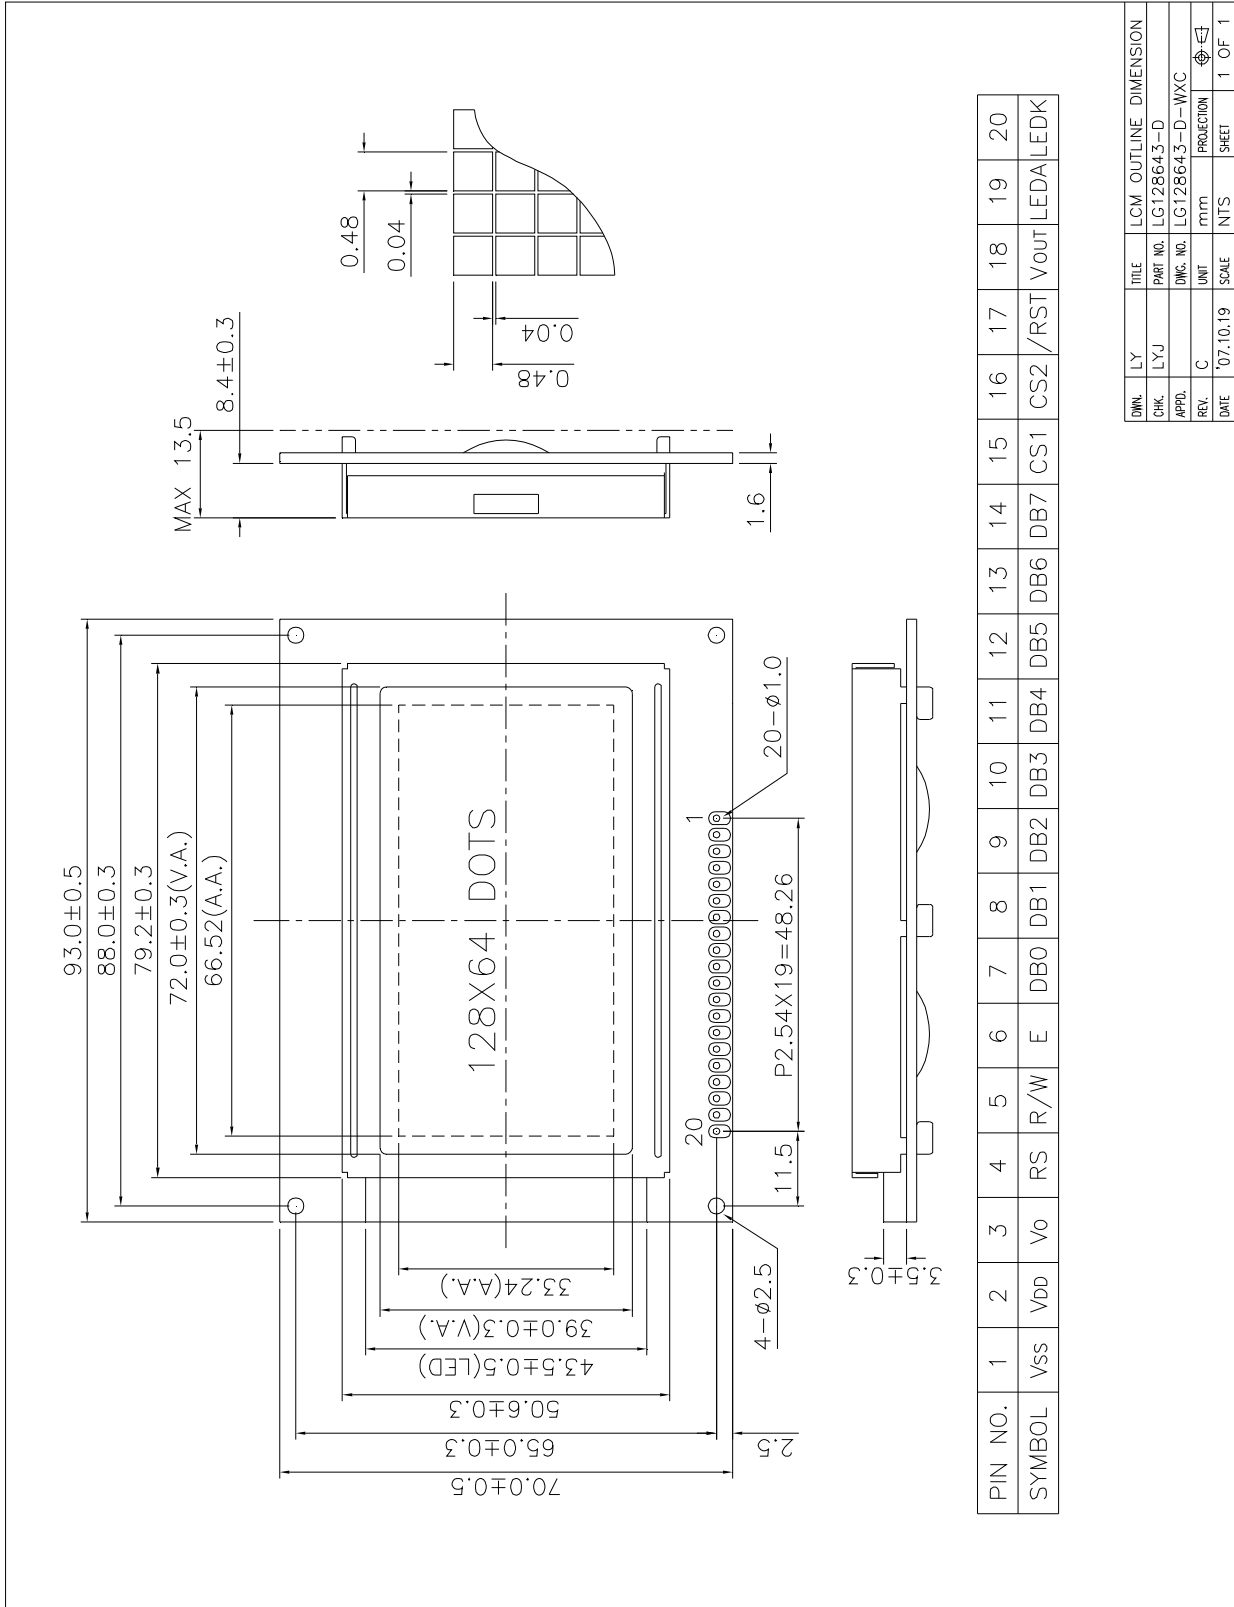 93.0±0.5
88.0±0.3
79.2±0.3
72.0±0.3(V.A.)
66.52(A.A.)
128X64 DOTS
70.0±0.5
65.0±0.3
50.6±0.3
43.5±0.5(LED)
39.0±0.3(V.A.)
33.24(A.A.)
2.5
4-ø2.5
11.5
20
1
P2.54X19=48.26
20-ø1.0
3.5±0.3
MAX 13.5
8.4±0.3
1.6
0.48
0.04
0.04
0.48
PIN NO. 1 2 3 4 5 6 7 8 9 10 11 12 13 14 15 16 17 18 19 20
SYMBOL Vss VDD Vo RS R/W E DB0 DB1 DB2 DB3 DB4 DB5 DB6 DB7 CS1 CS2 /RST VOUT LEDA LEDK
DWN. LY TITLE LCM OUTLINE DIMENSION
CHK. LYJ PART NO. LG128643-D
APPD. DWG. NO. LG128643-D-WXC
REV. C UNIT mm PROJECTION
DATE '07.10.19 SCALE NTS SHEET 1 OF 1